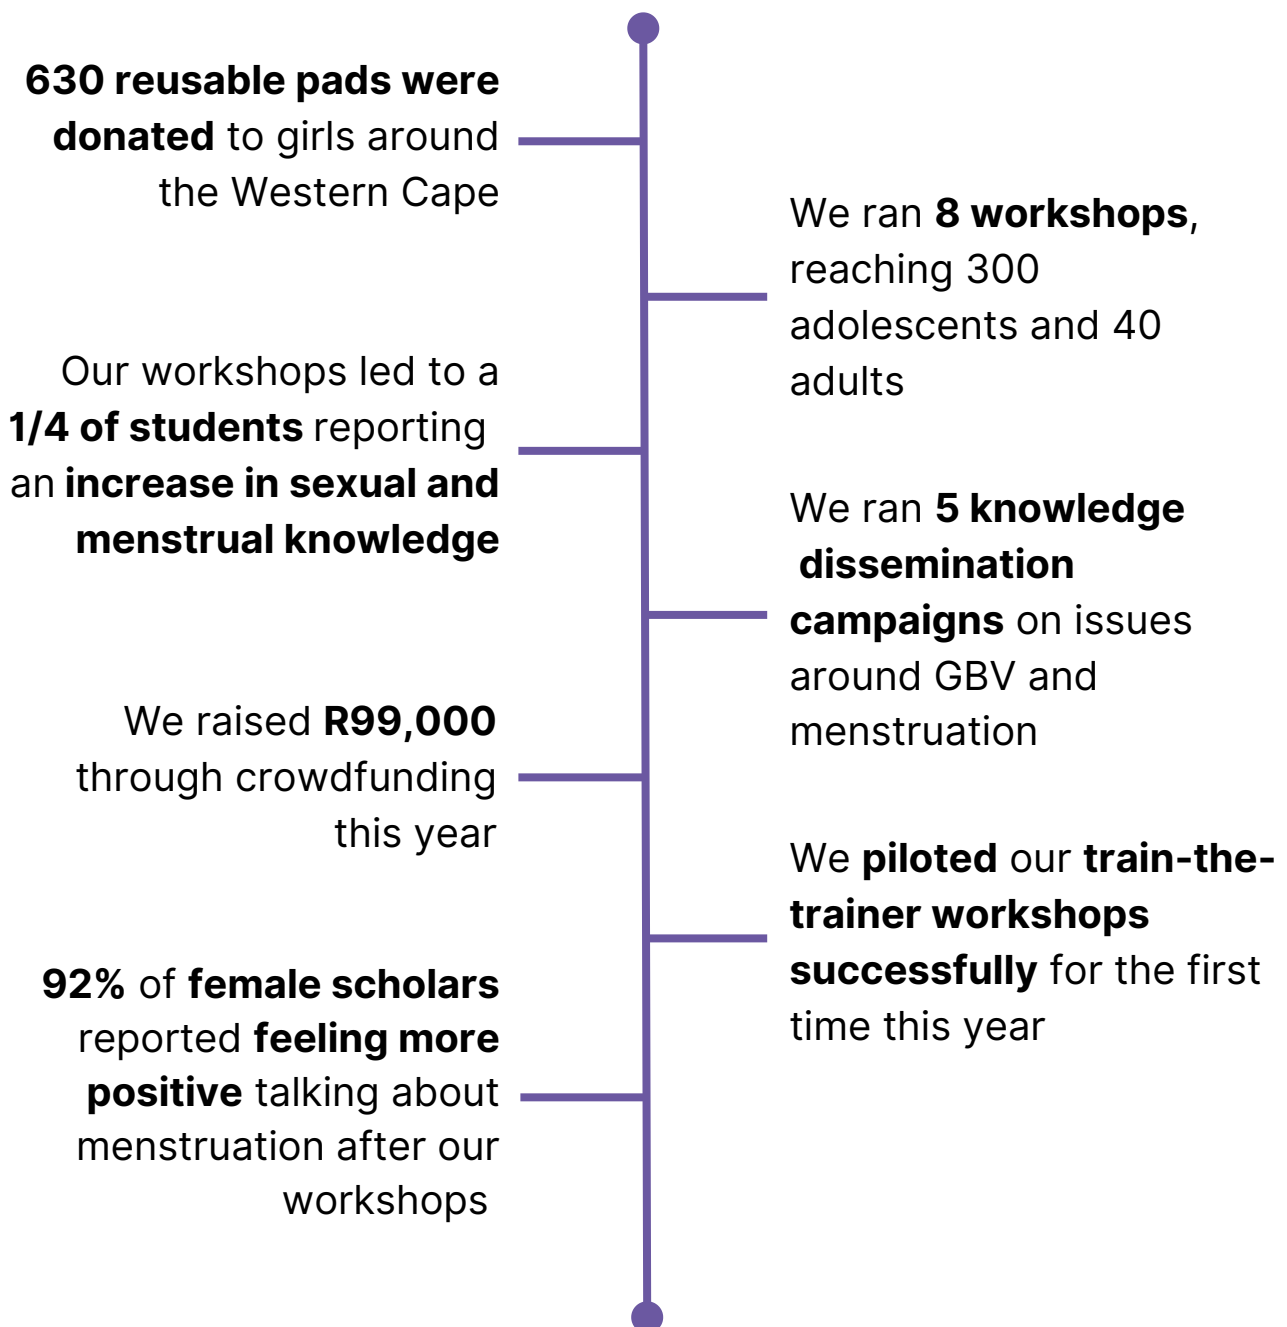 630 reusable pads were
donated to girls around
the Western Cape
We ran 8 workshops,
reaching 300
adolescents and 40
adults
Our workshops led to a
1/4 of students reporting
an increase in sexual and
menstrual knowledge
We ran 5 knowledge
dissemination
campaigns on issues
around GBV and
menstruation
We raised R99,000
through crowdfunding
this year
We piloted our train-the-
trainer workshops
successfully for the first
time this year
92% of female scholars
reported feeling more
positive talking about
menstruation after our
workshops